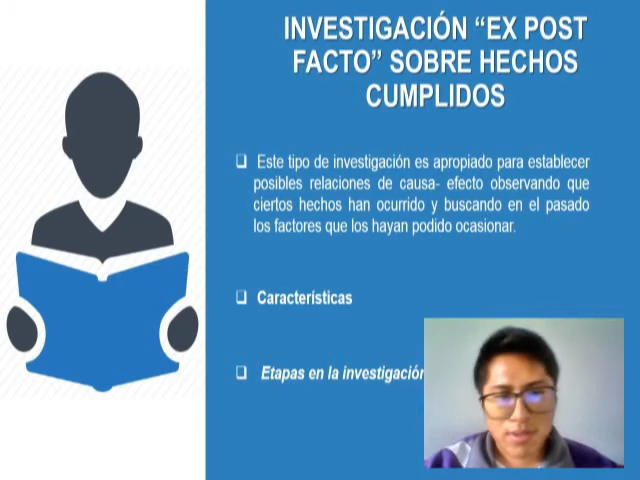 INVESTIGACIÓN “EX POST
FACTO” SOBRE HECHOS
CUMPLIDOS
❑ Este tipo de investigación es apropiado para establecer
posibles relaciones de causa- efecto observando que
ciertos hechos han ocurrido y buscando en el pasado
los factores que los hayan podido ocasionar.
❑ Características
❑ Etapas en la investigación